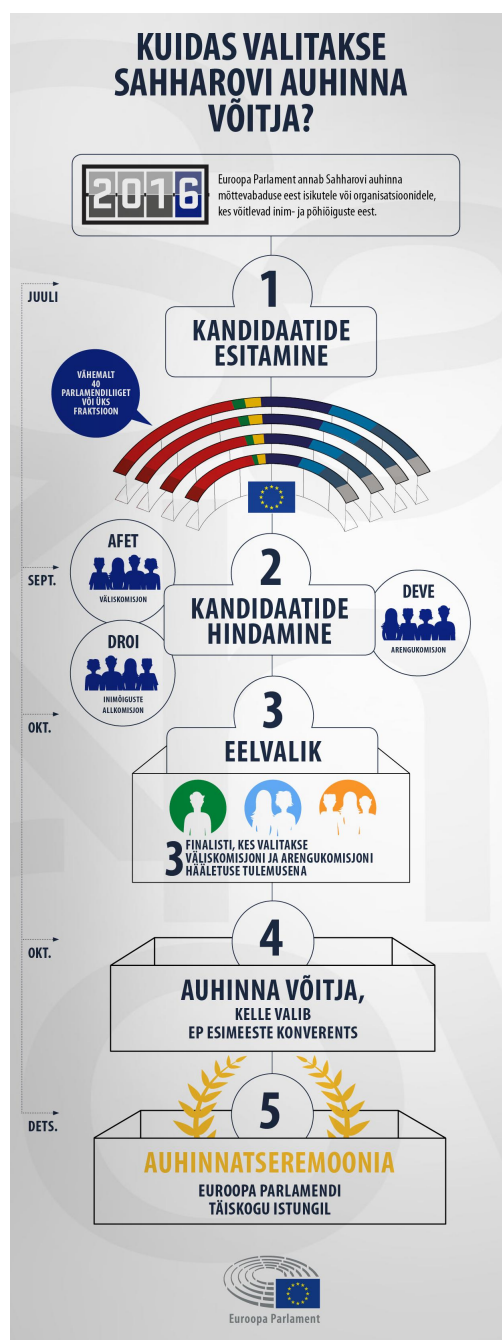 KUIDAS VALITAKSE
SAHHAROVI AUHINNA
VÕITJA?
2016
Euroopa Parlament annab Sahharovi auhinna
mõttevabaduse eest isikutele või organisatsioonidele,
kes võitlevad inim- ja põhiõiguste eest.
JUULI
1
KANDIDAATIDE
ESITAMINE
VÄHEMALT
40
PARLAMENDILIIGET
VÕI ÜKS
FRAKTSIOON
SEPT.
AFET
VÄLISKOMISJON
DROI
INIMÕIGUSTE
ALLKOMISJON
2
KANDIDAATIDE
HINDAMINE
DEVE
ARENGUKOMISJON
OKT.
3
EELVALIK
3 FINALISTI, KES VALITAKSE
VÄLISKOMISJONI JA ARENGUKOMISJONI
HÄÄLETUSE TULEMUSENA
OKT.
4
AUHINNA VÕITJA,
KELLE VALIB
EP ESIMEESTE KONVERENTS
DETS.
5
AUHINNATSEREMOONIA
EUROOPA PARLAMENDI
TÄISKOGU ISTUNGIL
Euroopa Parlament